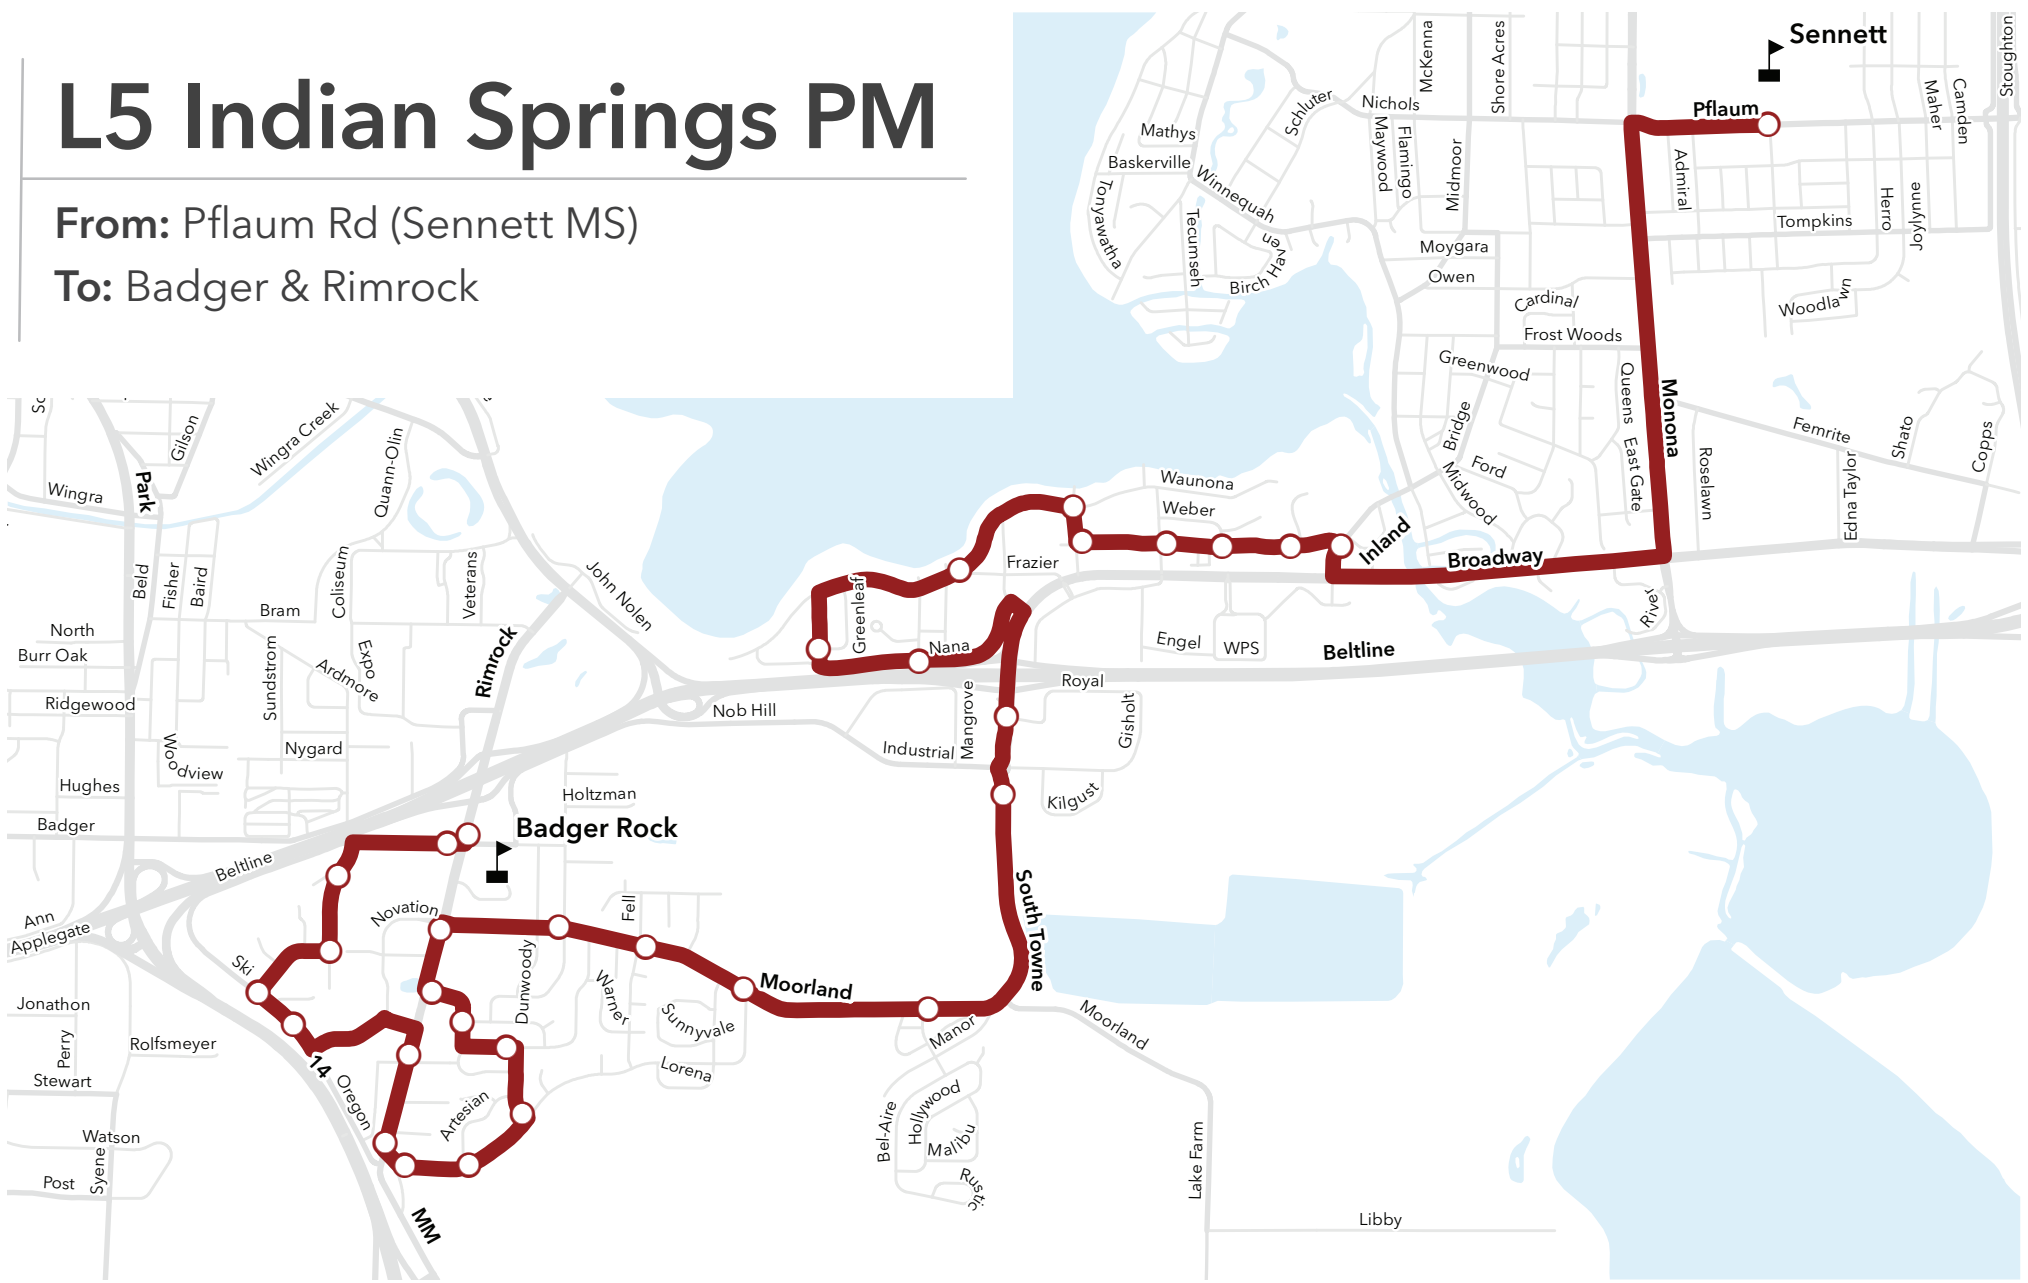 L5 Indian Springs PM
From: Pflaum Rd (Sennett MS)
To: Badger & Rimrock
Sennett
Pflaum
Stoughton
McKenna
Shore Acres
Nichols
Schluter
Maher
Camden
Mathys
Baskerville
Winnequah
Tonyawatha
Tecumseh
Birch Haven
Maywood
Flamingo
Midmoor
Admiral
Tompkins
Herro
Joylynne
Moygara
Owen
Cardinal
Woodlawn
Frost Woods
Greenwood
Queens
Monona
Bridge
Ford
Midwood
East Gate
Roselawn
Femrite
Shato
Copps
Edna Taylor
Waunona
Weber
Inland
Broadway
River
Frazier
Engel
WPS
Beltline
Royal
Gisholt
Greenleaf
Nana
Mangrove
Industrial
Kilgust
Nob Hill
John Nolen
Gilson
Wingra Creek
Quann-Olin
Park
Wingra
Beld
Fisher
Baird
Bram
Coliseum
Veterans
Rimrock
North
Burr Oak
Sundstrom
Expo
Ardmore
Ridgewood
Woodview
Nygard
Hughes
Badger
Holtzman
Badger Rock
Beltline
Ann
Applegate
Novation
Fell
Ski
Dunwoody
Warner
Sunnyvale
Moorland
South Towne
Manor
Moorland
Lorena
Jonathon
Perry
Rolfsmeyer
14
Stewart
Oregon
Artesian
Bel-Aire
Hollywood
Malibu
Rustic
Watson
Syene
Post
MM
Lake Farm
Libby